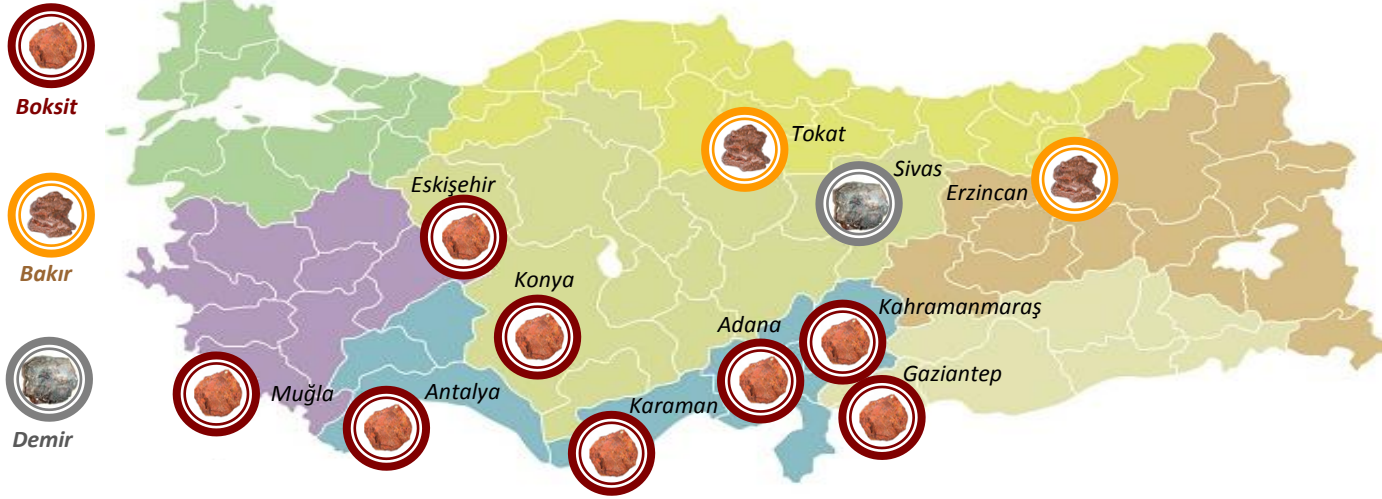 Boksit
Bakır
Demir
Tokat
Sivas
Eskişehir
Erzincan
Konya
Kahramanmaraş
Adana
Gaziantep
Muğla
Antalya
Karaman